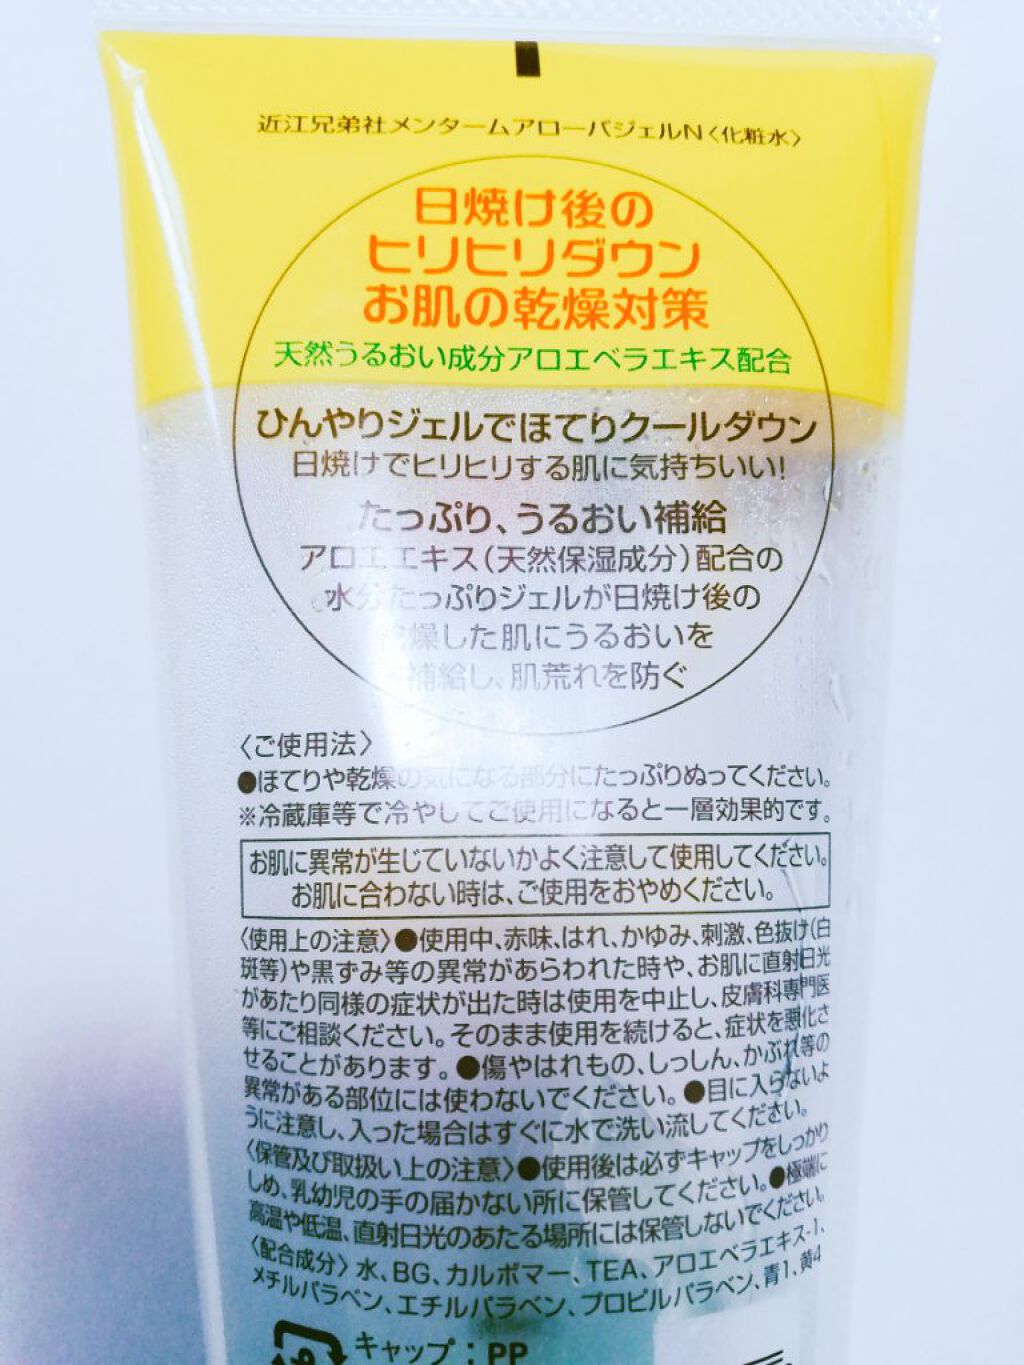 近江兄弟社メンタームアローバジェルN〈化粧水〉
日焼け後の
ヒリヒリダウン
お肌の乾燥対策
天然うるおい成分アロエベラエキス配合
ひんやりジェルでほてりクールダウン
日焼けでヒリヒリする肌に気持ちいい!
たっぷり、うるおい補給
アロエエキス(天然保湿成分)配合の
水分たっぷりジェルが日焼け後の
乾燥した肌にうるおいを
補給し、肌荒れを防ぐ
〈ご使用法〉
●ほてりや乾燥の気になる部分にたっぷりぬってください。
※冷蔵庫等で冷やしてご使用になると一層効果的です。
お肌に異常が生じていないかよく注意して使用してください。
お肌に合わない時は、ご使用をおやめください。
〈使用上の注意〉●使用中、赤味、はれ、かゆみ、刺激、色抜け(白
斑等)や黒ずみ等の異常があらわれた時や、お肌に直射日光
があたり同様の症状が出た時は使用を中止し、皮膚科専門医
等にご相談ください。そのまま使用を続けると、症状を悪化さ
せることがあります。●傷やはれもの、しっしん、かぶれ等の
異常がある部位には使わないでください。●目に入らないよ
うに注意し、入った場合はすぐに水で洗い流してください。
〈保管及び取扱い上の注意〉●使用後は必ずキャップをしっかり
しめ、乳幼児の手の届かない所に保管してください。●極端に
高温や低温、直射日光のあたる場所には保管しないでください。
〈配合成分〉水、BG、カルボマー、TEA、アロエベラエキス-1、
メチルパラベン、エチルパラベン、プロピルパラベン、青1、黄4
キャップ:PP